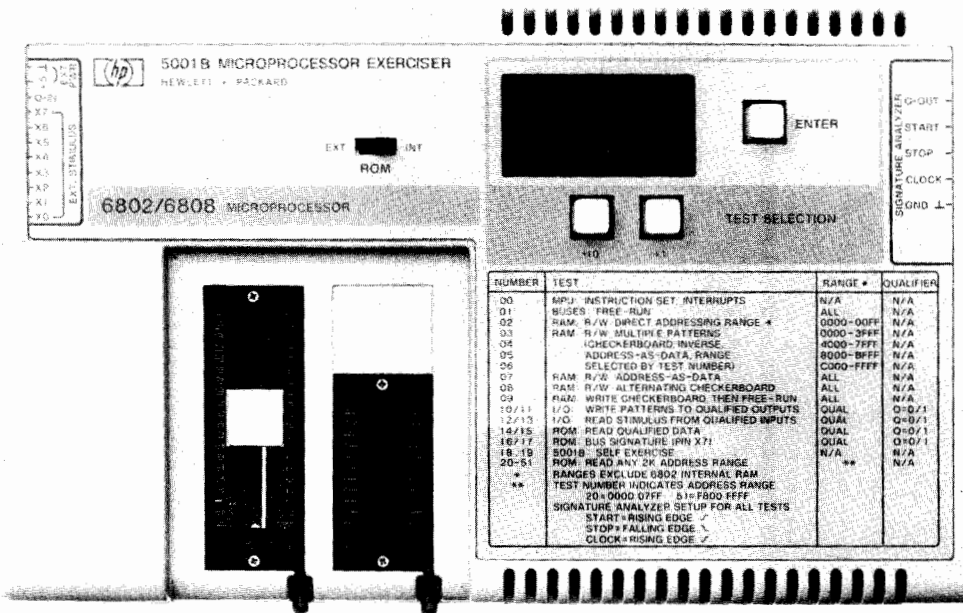 hp
5001B MICROPROCESSOR EXERCISER
HEWLETT • PACKARD
EXT
INT
ROM
6802/6808 MICROPROCESSOR
X7
X6
X5
X4
X3
X2
X1
X0
EXT. STIMULUS
ENTER
+10
+1
TEST SELECTION
SIGNATURE ANALYZER
Q-OUT
START
STOP
CLOCK
GND ⊥
NUMBER TEST RANGE * QUALIFIER
00 MPU: INSTRUCTION SET, INTERRUPTS N/A N/A
01 BUSES: FREE-RUN ALL N/A
02 RAM: R/W DIRECT ADDRESSING RANGE * 0000-00FF N/A
03 RAM: R/W MULTIPLE PATTERNS 0000-3FFF N/A
04 (CHECKERBOARD, INVERSE, 4000-7FFF N/A
05 ADDRESS-AS-DATA, RANGE 8000-BFFF N/A
06 SELECTED BY TEST NUMBER) C000-FFFF N/A
07 RAM: R/W ADDRESS-AS-DATA ALL N/A
08 RAM: R/W ALTERNATING CHECKERBOARD ALL N/A
09 RAM: WRITE CHECKERBOARD, THEN FREE-RUN ALL N/A
10/11 I/O: WRITE PATTERNS TO QUALIFIED OUTPUTS QUAL Q=0/1
12/13 I/O: READ STIMULUS FROM QUALIFIED INPUTS QUAL Q=0/1
14/15 ROM: READ QUALIFIED DATA QUAL Q=0/1
16/17 ROM: BUS SIGNATURE (PIN X7) QUAL Q=0/1
18, 19 5001B: SELF EXERCISE N/A N/A
20-51 ROM: READ ANY 2K ADDRESS RANGE ** N/A
* RANGES EXCLUDE 6802 INTERNAL RAM
** TEST NUMBER INDICATES ADDRESS RANGE
20=0000-07FF 51=F800-FFFF
SIGNATURE ANALYZER SETUP FOR ALL TESTS
START=RISING EDGE
STOP=FALLING EDGE
CLOCK=RISING EDGE